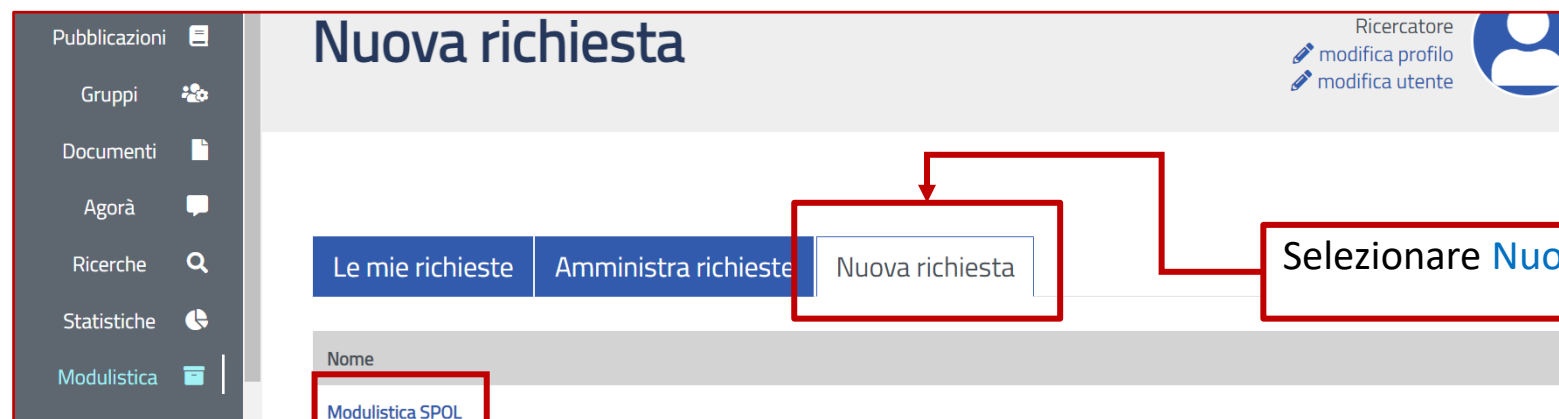 Pubblicazioni
Gruppi
Documenti
Agorà
Ricerche
Statistiche
Modulistica
Nuova richiesta
Ricercatore
modifica profilo
modifica utente
Le mie richieste
Amministra richieste
Nuova richiesta
Selezionare
Nome
Modulistica SPOL